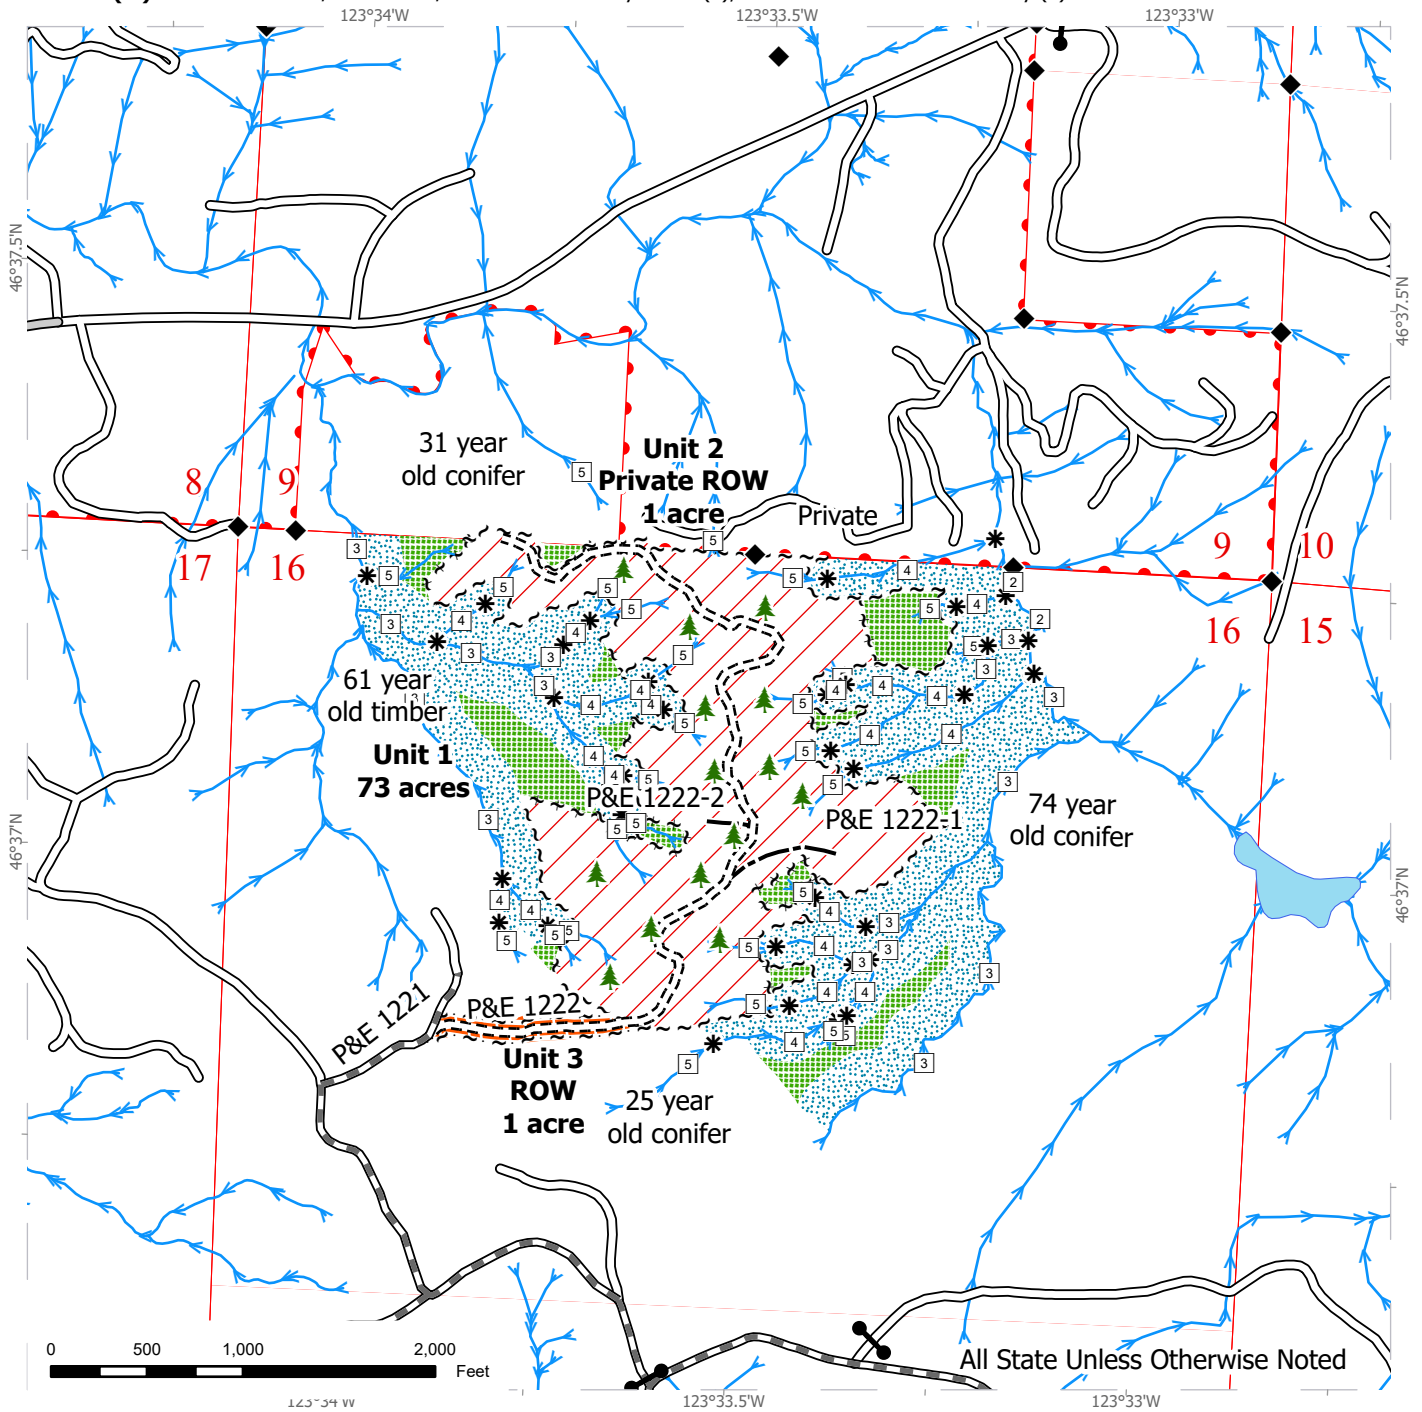 123°34'W
123°33.5'W
123°33'W
46°37.5'N
46°37.5'N
31 year
old conifer
Unit 2
Private ROW
1 acre
Private
8
9
17
16
9
10
16
15
61 year
old timber
Unit 1
73 acres
P&E 1222-2
P&E 1222-1
74 year
old conifer
46°37'N
46°37'N
P&E 1221
P&E 1222
Unit 3
ROW
1 acre
25 year
old conifer
0
500
1,000
2,000
Feet
All State Unless Otherwise Noted
123°34'W
123°33.5'W
123°33'W